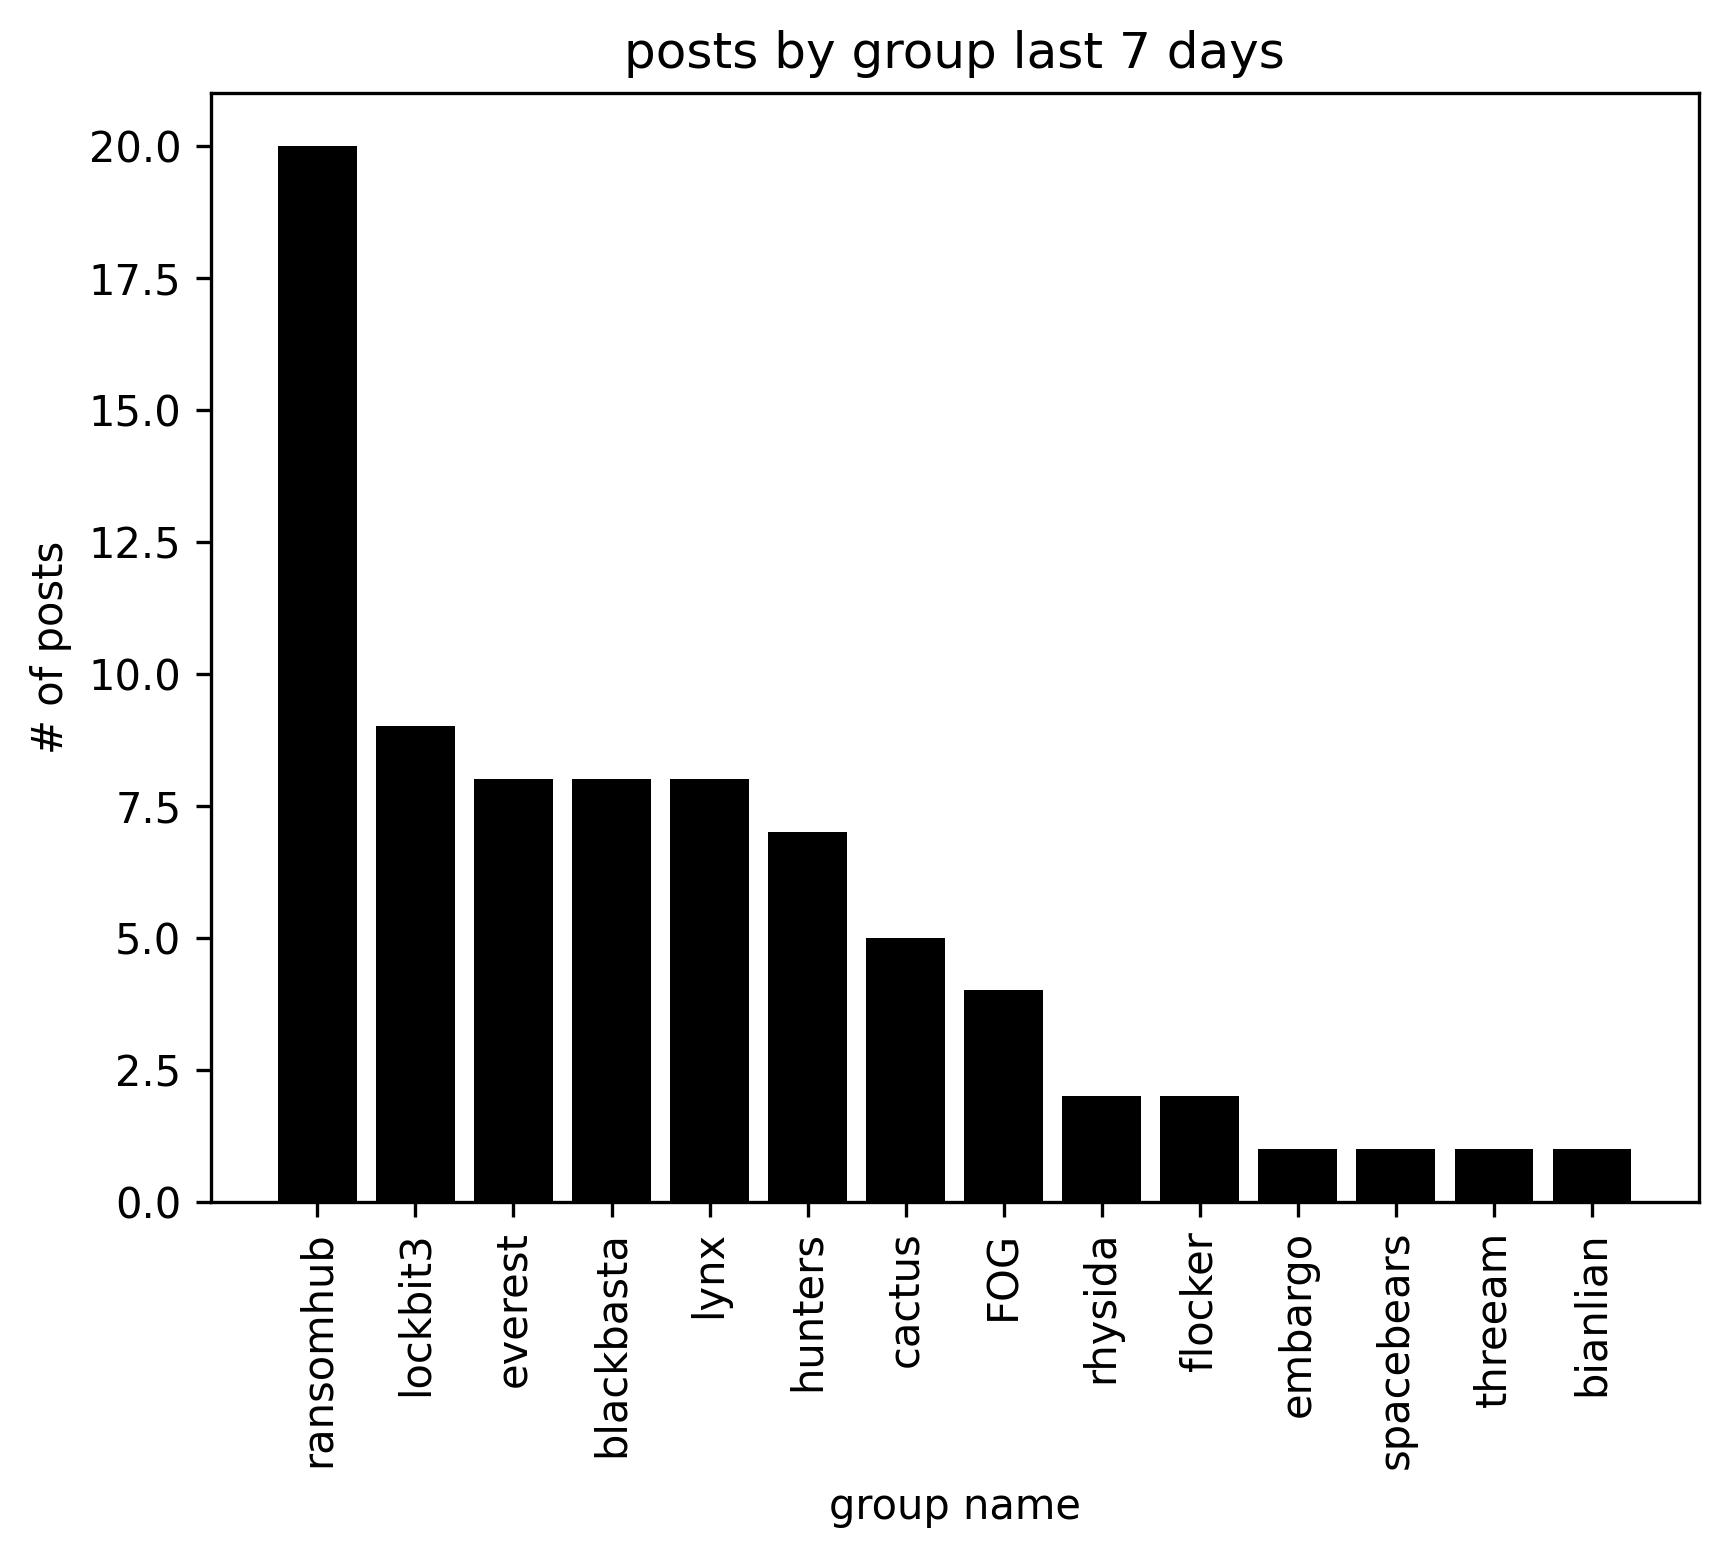 posts by group last 7 days
20.0
17.5
15.0
12.5
10.0
7.5
5.0
2.5
0.0
# of posts
ransomhub
lockbit3
everest
blackbasta
lynx
hunters
cactus
FOG
rhysida
flocker
embargo
spacebears
threeam
bianlian
group name